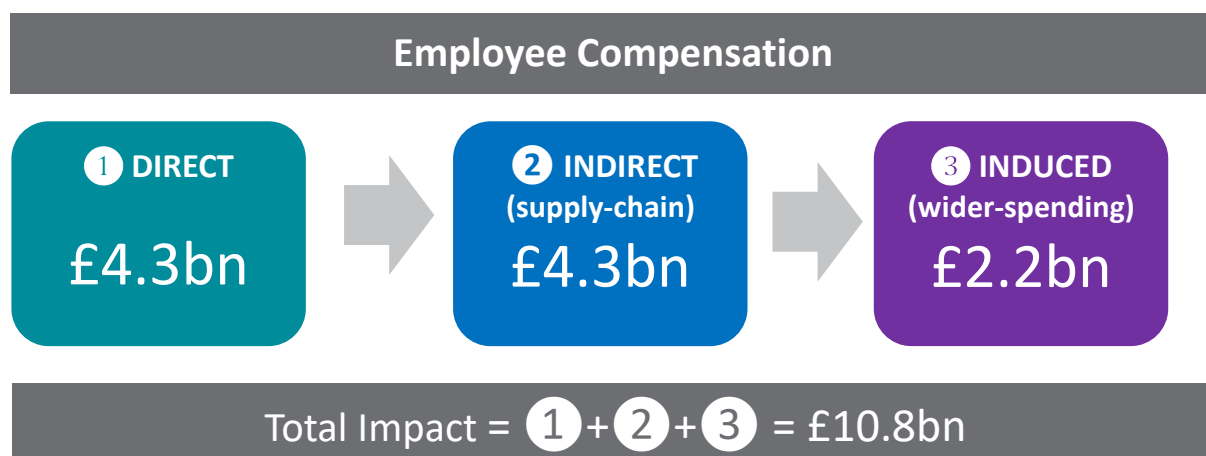 Employee Compensation
1 DIRECT
£4.3bn
2 INDIRECT
(supply-chain)
£4.3bn
3 INDUCED
(wider-spending)
£2.2bn
Total Impact = 1+2+3 = £10.8bn